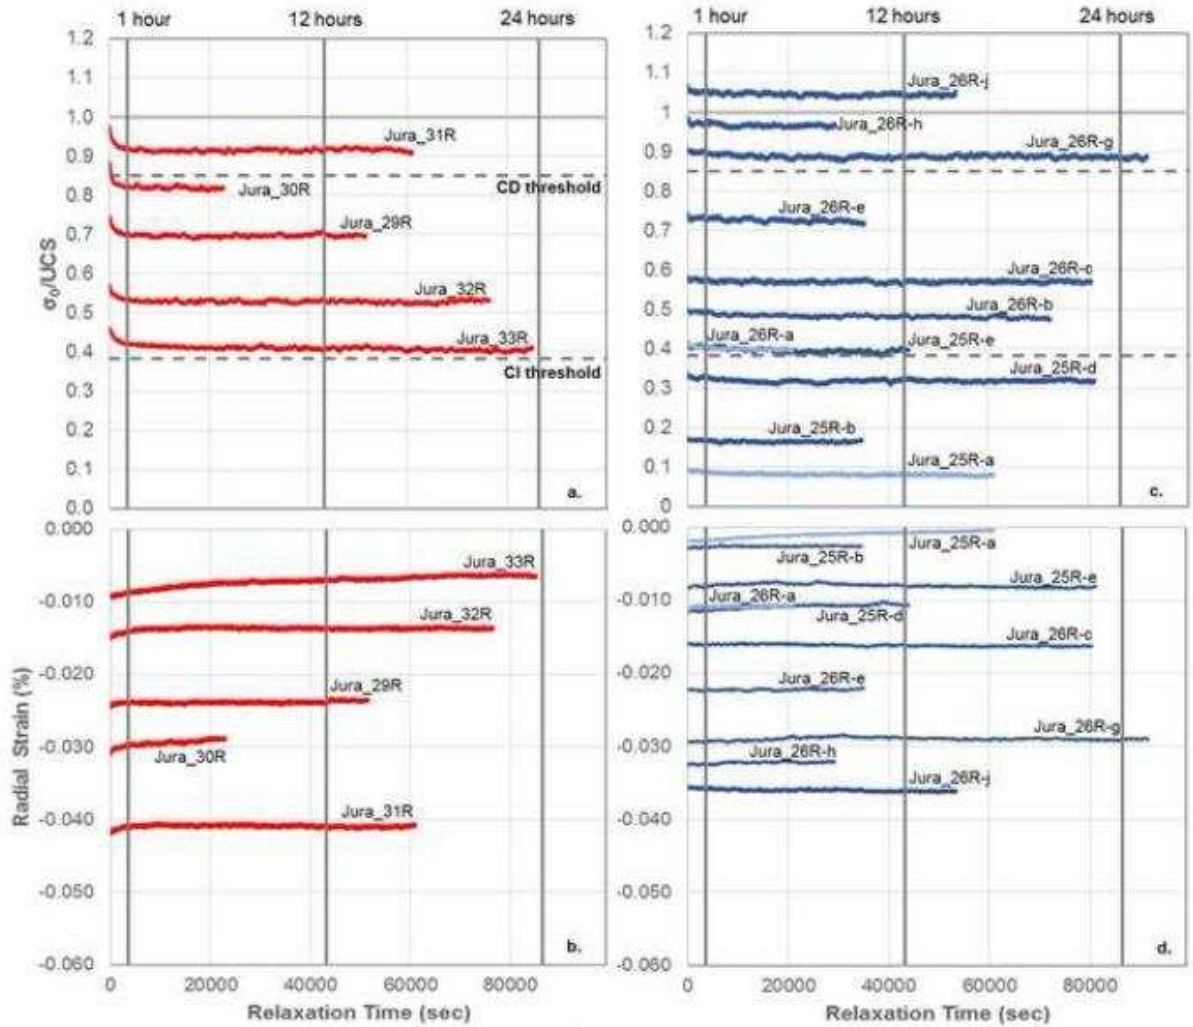 1 hour 12 hours 24 hours
1.2
1.1
1.0
0.9
0.8
0.7
0.6
0.5
0.4
0.3
0.2
0.1
0.0
σ0/UCS
Jura_31R
CD threshold
Jura_30R
Jura_29R
Jura_32R
Jura_33R
CI threshold
a.
1 hour 12 hours 24 hours
1.2
1.1
1
0.9
0.8
0.7
0.6
0.5
0.4
0.3
0.2
0.1
0
Jura_26R-j
Jura_26R-h
Jura_26R-g
Jura_26R-e
Jura_26R-c
Jura_26R-b
Jura_26R-a
Jura_25R-e
Jura_25R-d
Jura_25R-b
Jura_25R-a
c.
0.000
-0.010
-0.020
-0.030
-0.040
-0.050
-0.060
Radial Strain (%)
Jura_33R
Jura_32R
Jura_29R
Jura_30R
Jura_31R
b.
0 20000 40000 60000 80000
Relaxation Time (sec)
0.000
-0.010
-0.020
-0.030
-0.040
-0.050
-0.060
Jura_25R-a
Jura_25R-b
Jura_25R-e
Jura_26R-a
Jura_25R-d
Jura_26R-c
Jura_26R-e
Jura_26R-g
Jura_26R-h
Jura_26R-j
d.
0 20000 40000 60000 80000
Relaxation Time (sec)